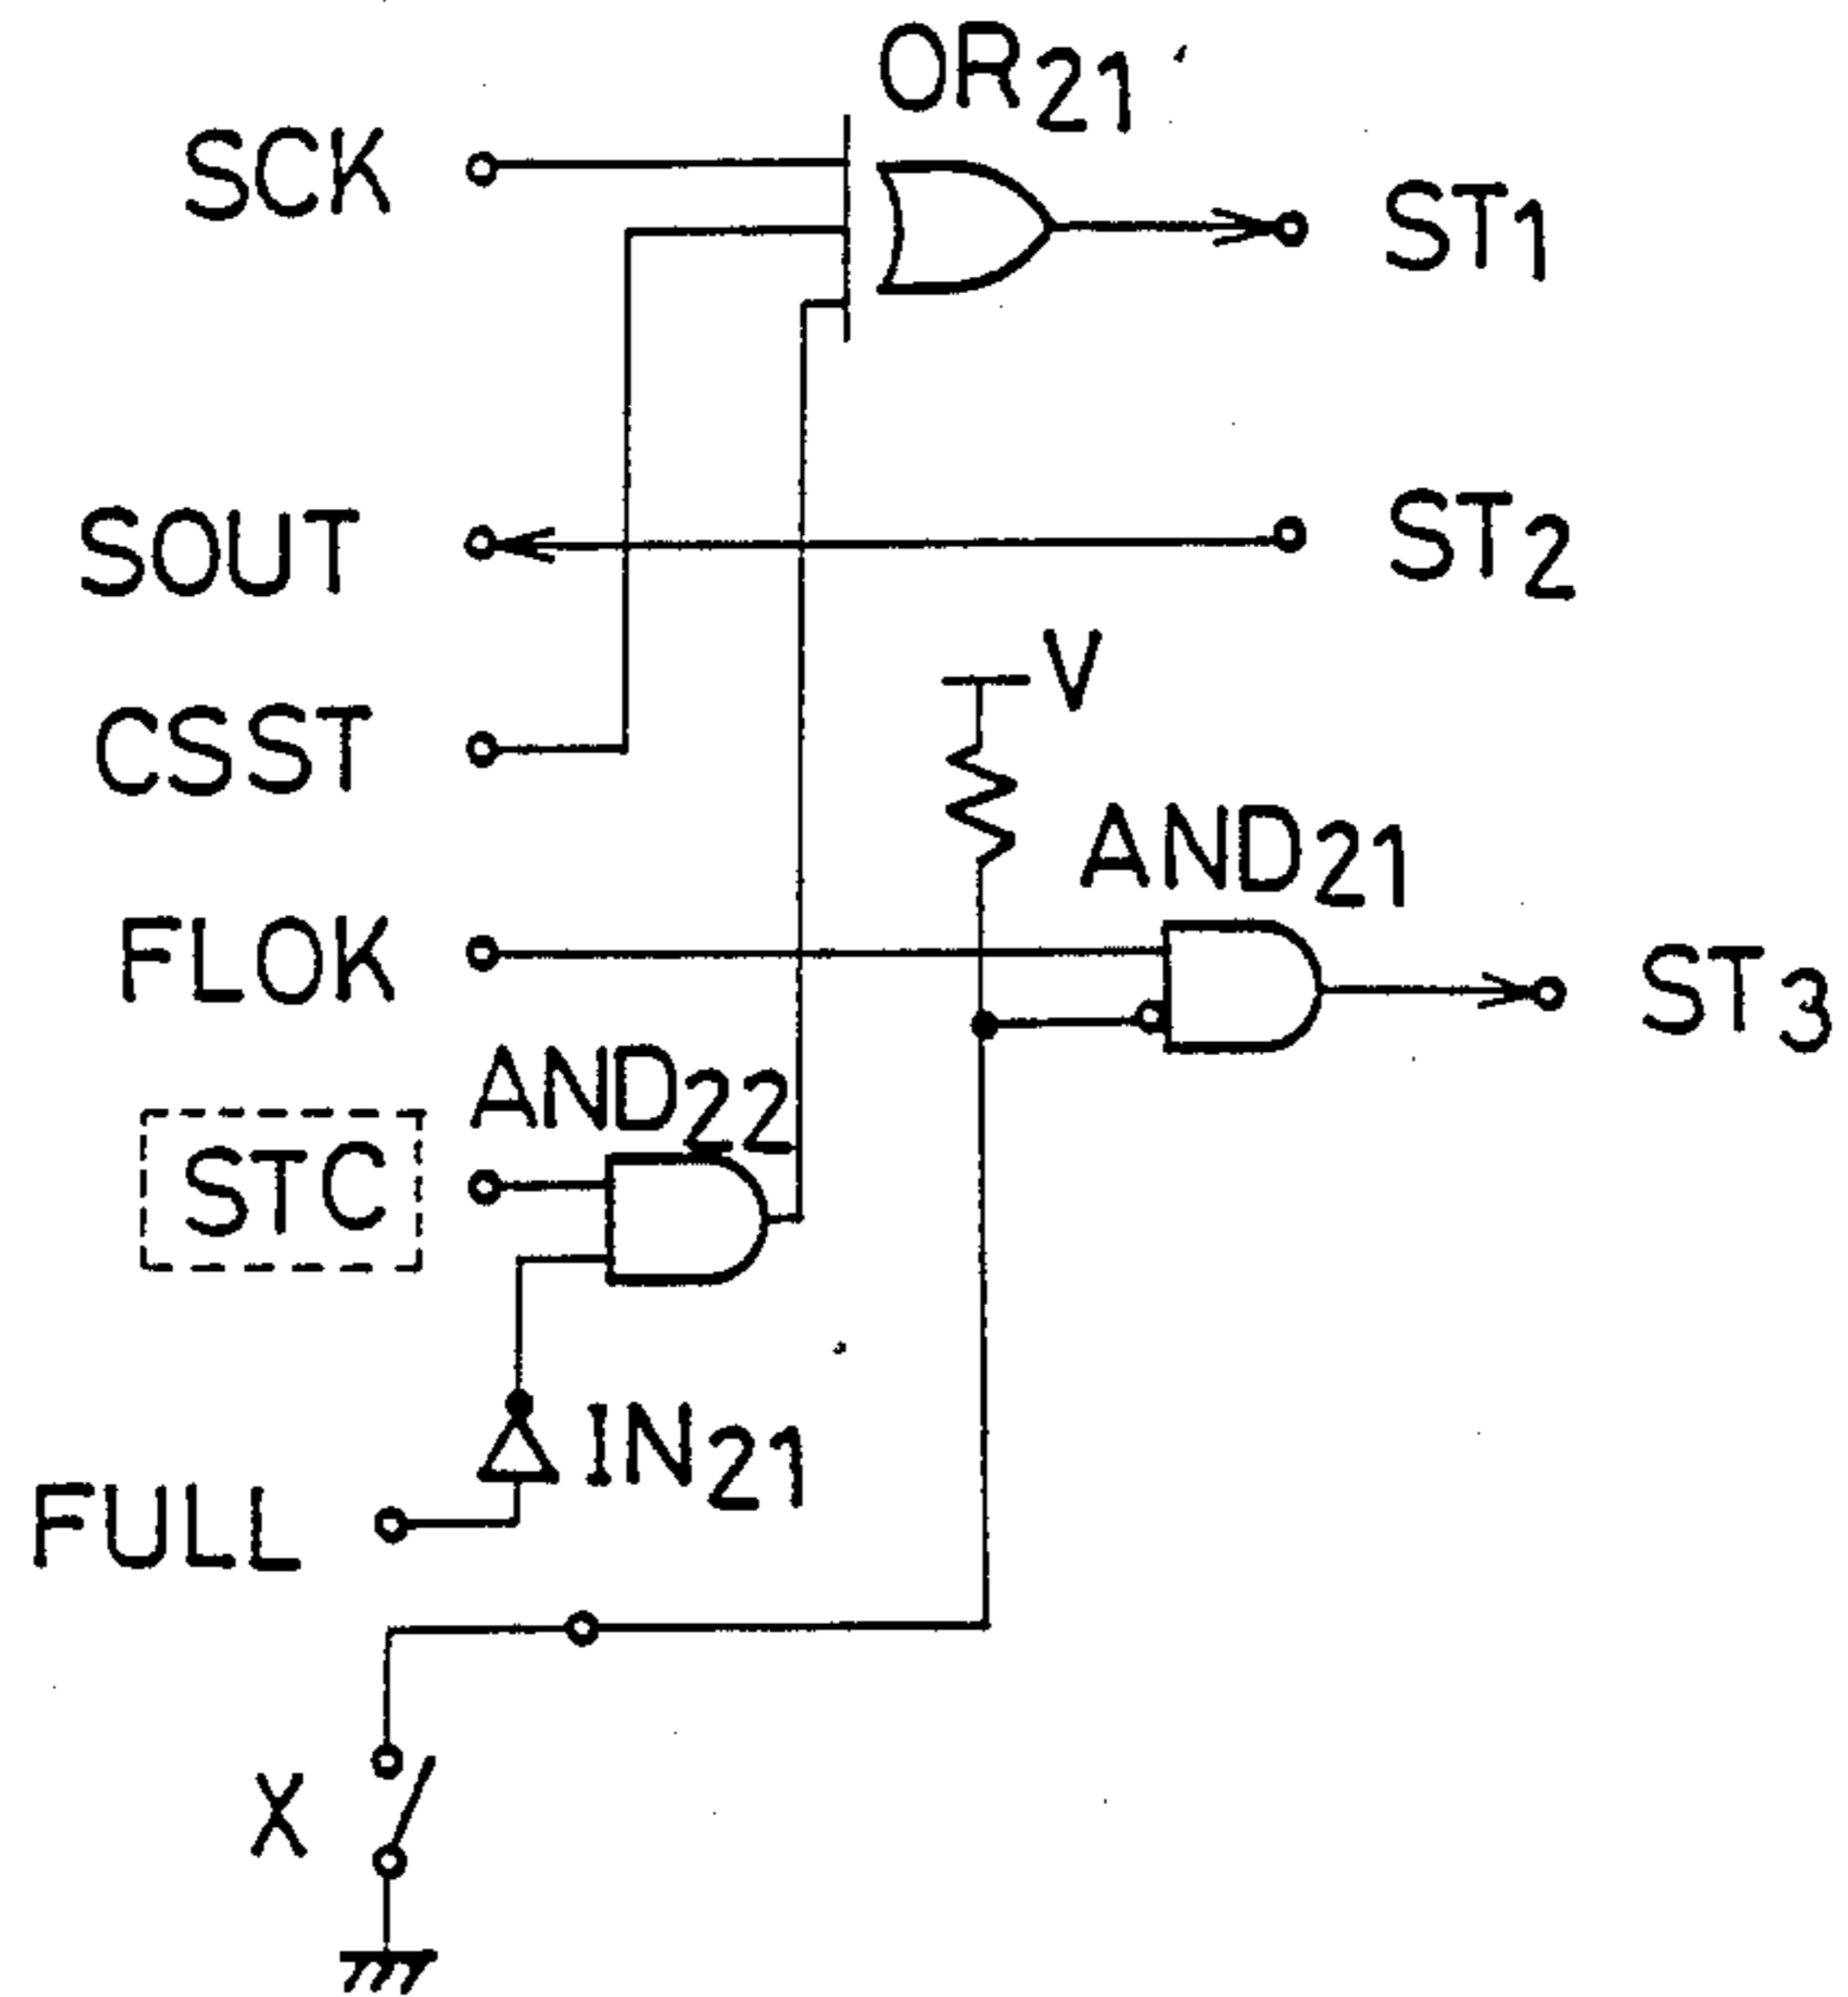 OR21
SCK
ST1
SOUT
ST2
V
CSST
AND21
FLOK
ST3
AND22
STC
IN21
FULL
X